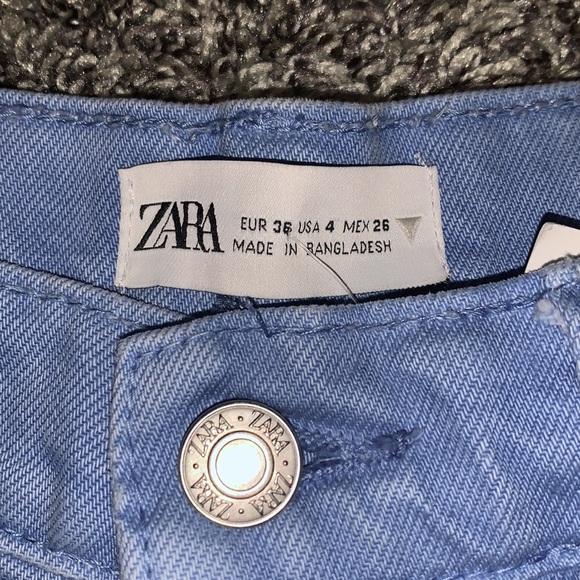 ZARA
EUR 36 USA 4 MEX 26
MADE IN BANGLADESH
ZARA • ZARA • ZARA • ZARA